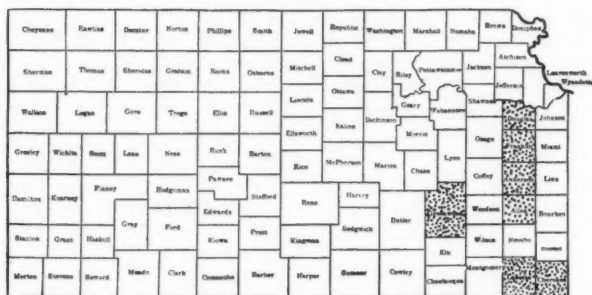 Cheyenne Rawlins Decatur Norton Phillips Smith Jewell Republic Washington Marshall Nemaha Brown Doniphan
Sherman Thomas Sheridan Graham Rooks Osborne Mitchell Cloud Clay Riley Pottawatomie Jackson Atchison
Jefferson Leavenworth Wyandotte
Wallace Logan Gove Trego Ellis Russell Lincoln Ottawa Geary Wabaunsee Shawnee Johnson
Ellsworth Saline Dickinson Morris Osage Franklin Miami
Greeley Wichita Scott Lane Ness Rush Barton Rice McPherson Marion Chase Lyon Coffey Anderson Linn
Hamilton Kearney Finney Hodgeman Pawnee Stafford Reno Harvey Butler Greenwood Woodson Bourbon
Edwards Sedgwick
Stanton Grant Haskell Gray Ford Kiowa Pratt Kingman Elk Wilson Neosho
Morton Stevens Seward Meade Clark Comanche Barber Harper Sumner Cowley Chautauqua Montgomery